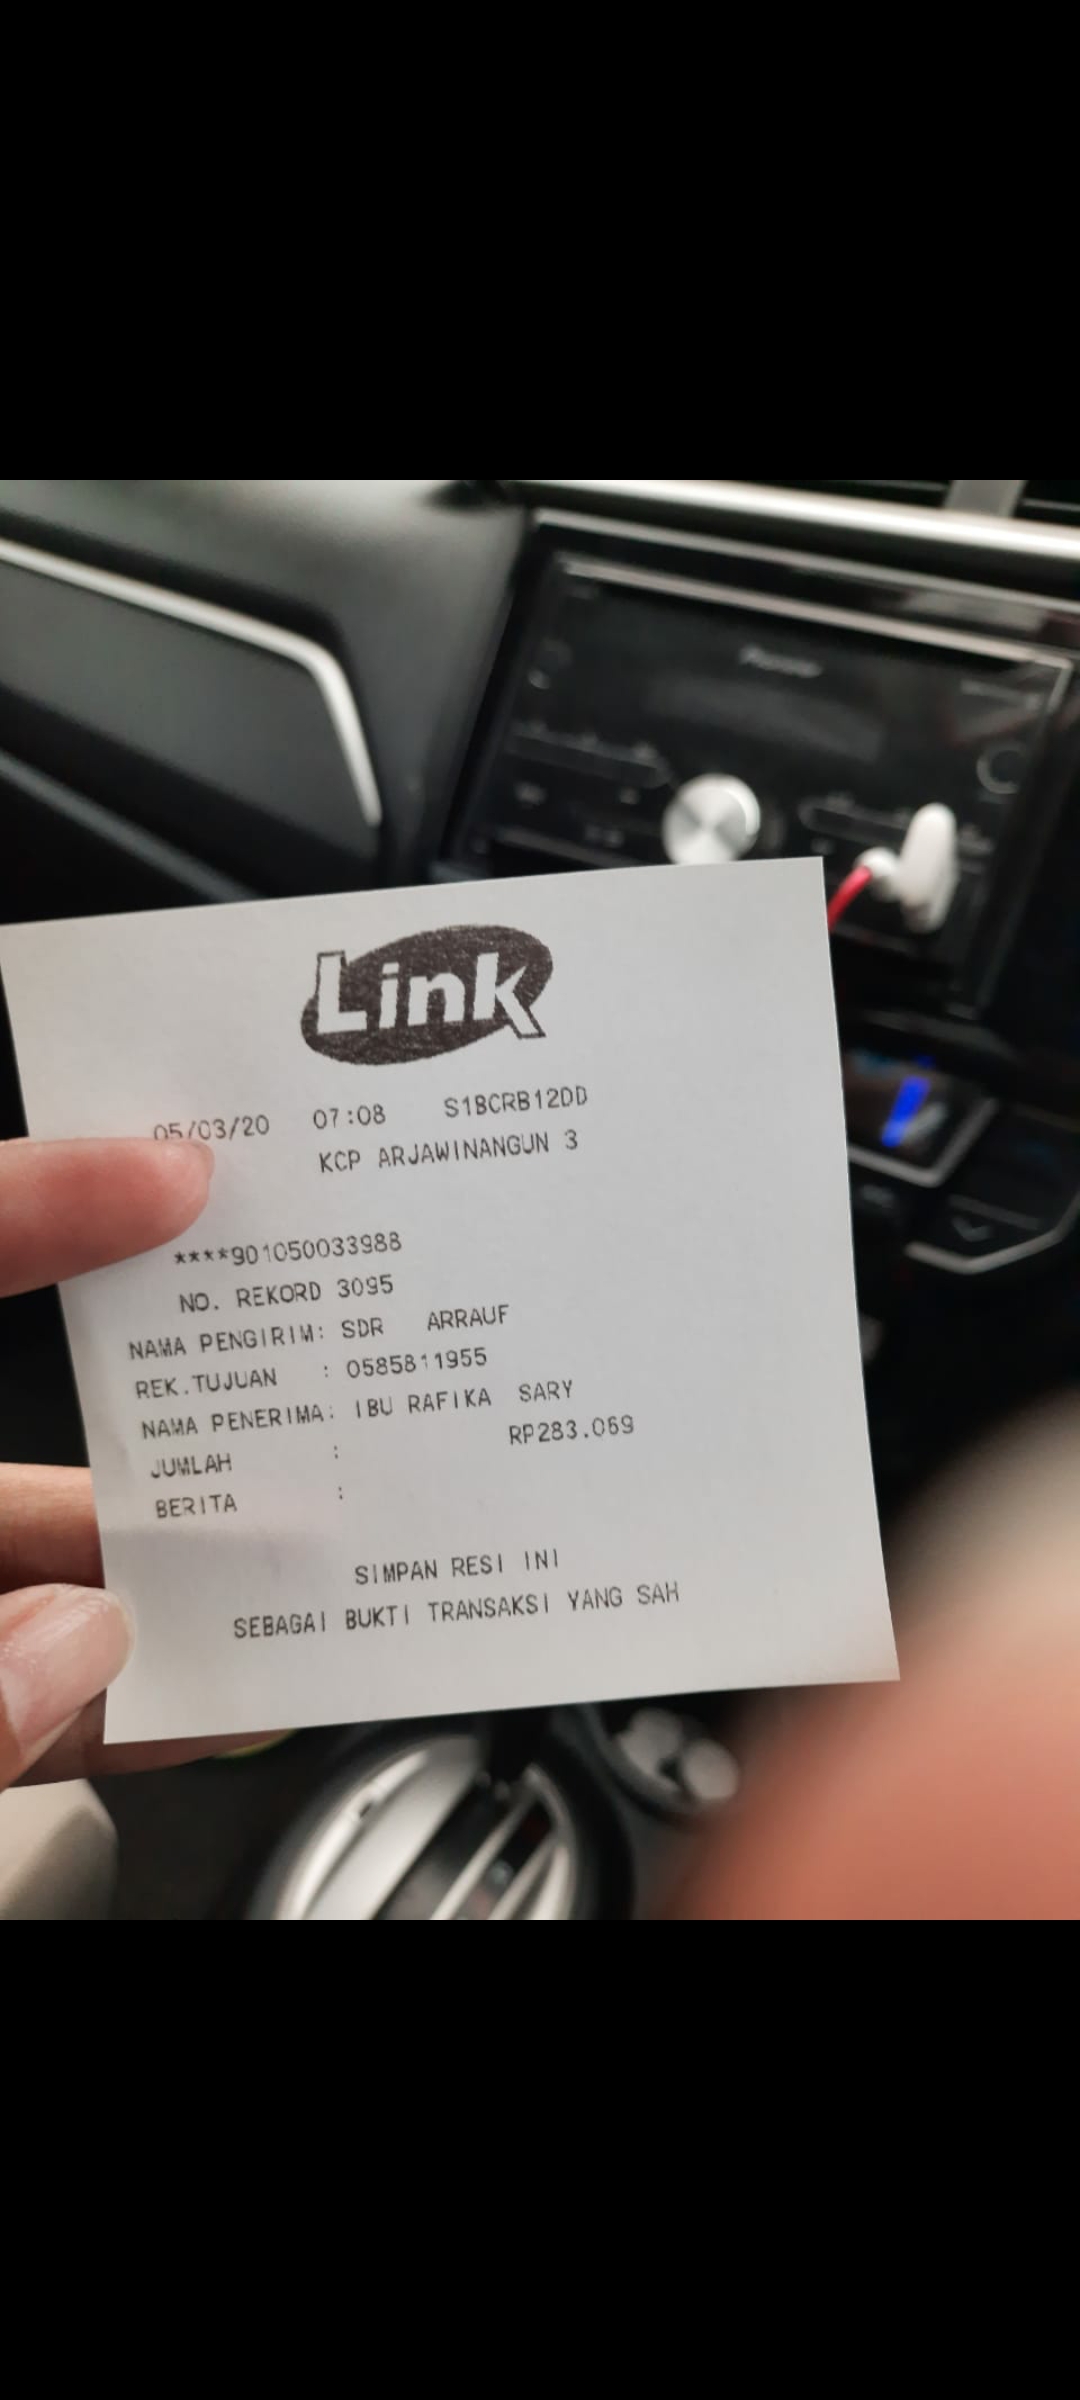 Pioneer
Link
05/03/20 07:08 S1BCRB12DD
KCP ARJAWINANGUN 3
****901050033988
NO. REKORD 3095
NAMA PENGIRIM: SDR ARRAUF
REK.TUJUAN : 0585811955
NAMA PENERIMA: IBU RAFIKA SARY
JUMLAH : RP283.069
BERITA :
SIMPAN RESI INI
SEBAGAI BUKTI TRANSAKSI YANG SAH